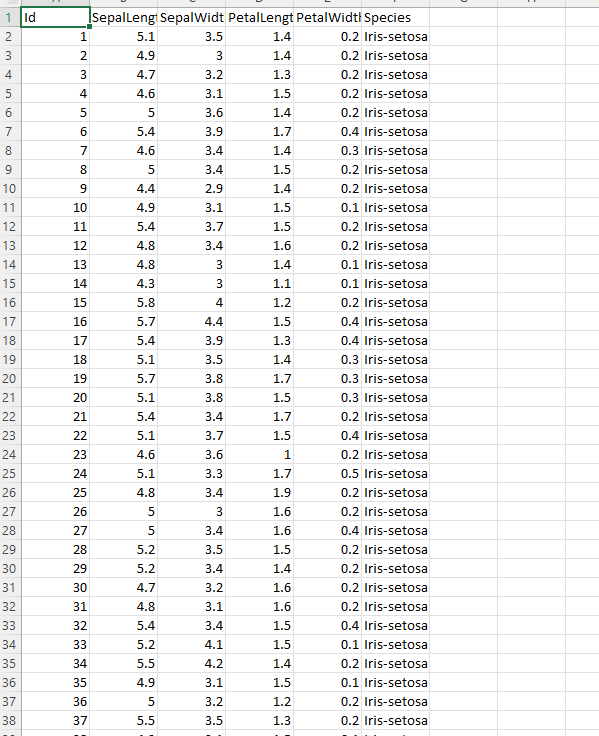 1 Id SepalLengt SepalWidt PetalLengt PetalWidt Species
2 1 5.1 3.5 1.4 0.2 Iris-setosa
3 2 4.9 3 1.4 0.2 Iris-setosa
4 3 4.7 3.2 1.3 0.2 Iris-setosa
5 4 4.6 3.1 1.5 0.2 Iris-setosa
6 5 5 3.6 1.4 0.2 Iris-setosa
7 6 5.4 3.9 1.7 0.4 Iris-setosa
8 7 4.6 3.4 1.4 0.3 Iris-setosa
9 8 5 3.4 1.5 0.2 Iris-setosa
10 9 4.4 2.9 1.4 0.2 Iris-setosa
11 10 4.9 3.1 1.5 0.1 Iris-setosa
12 11 5.4 3.7 1.5 0.2 Iris-setosa
13 12 4.8 3.4 1.6 0.2 Iris-setosa
14 13 4.8 3 1.4 0.1 Iris-setosa
15 14 4.3 3 1.1 0.1 Iris-setosa
16 15 5.8 4 1.2 0.2 Iris-setosa
17 16 5.7 4.4 1.5 0.4 Iris-setosa
18 17 5.4 3.9 1.3 0.4 Iris-setosa
19 18 5.1 3.5 1.4 0.3 Iris-setosa
20 19 5.7 3.8 1.7 0.3 Iris-setosa
21 20 5.1 3.8 1.5 0.3 Iris-setosa
22 21 5.4 3.4 1.7 0.2 Iris-setosa
23 22 5.1 3.7 1.5 0.4 Iris-setosa
24 23 4.6 3.6 1 0.2 Iris-setosa
25 24 5.1 3.3 1.7 0.5 Iris-setosa
26 25 4.8 3.4 1.9 0.2 Iris-setosa
27 26 5 3 1.6 0.2 Iris-setosa
28 27 5 3.4 1.6 0.4 Iris-setosa
29 28 5.2 3.5 1.5 0.2 Iris-setosa
30 29 5.2 3.4 1.4 0.2 Iris-setosa
31 30 4.7 3.2 1.6 0.2 Iris-setosa
32 31 4.8 3.1 1.6 0.2 Iris-setosa
33 32 5.4 3.4 1.5 0.4 Iris-setosa
34 33 5.2 4.1 1.5 0.1 Iris-setosa
35 34 5.5 4.2 1.4 0.2 Iris-setosa
36 35 4.9 3.1 1.5 0.1 Iris-setosa
37 36 5 3.2 1.2 0.2 Iris-setosa
38 37 5.5 3.5 1.3 0.2 Iris-setosa